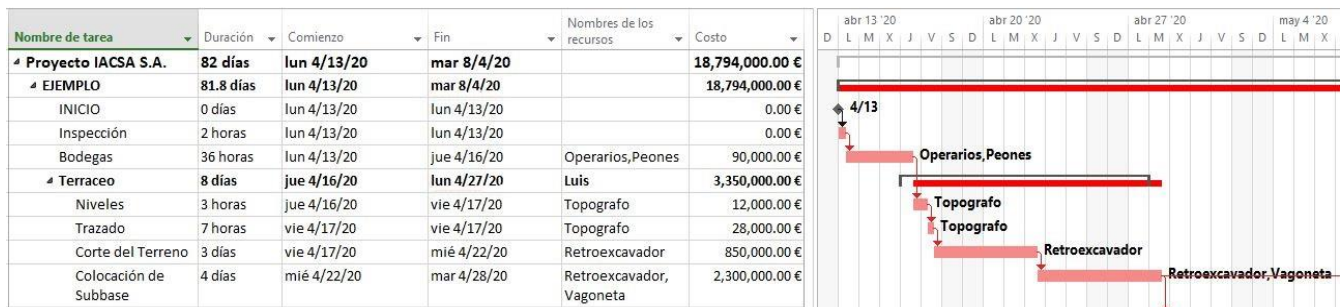 abr 13 '20 abr 20 '20 abr 27 '20 may 4 '20
Nombre de tarea Duración Comienzo Fin Nombres de los recursos Costo
D L M X J V S D L M X J V S D L M X J V S D L M X
Proyecto IACSA S.A. 82 días lun 4/13/20 mar 8/4/20 18,794,000.00 €
EJEMPLO 81.8 días lun 4/13/20 mar 8/4/20 18,794,000.00 €
INICIO 0 días lun 4/13/20 lun 4/13/20 0.00 € 4/13
Inspección 2 horas lun 4/13/20 lun 4/13/20 0.00 €
Bodegas 36 horas lun 4/13/20 jue 4/16/20 Operarios,Peones 90,000.00 € Operarios,Peones
Terraceo 8 días jue 4/16/20 lun 4/27/20 Luis 3,350,000.00 €
Niveles 3 horas jue 4/16/20 vie 4/17/20 Topografo 12,000.00 € Topografo
Trazado 7 horas vie 4/17/20 vie 4/17/20 Topografo 28,000.00 € Topografo
Corte del Terreno 3 días vie 4/17/20 mié 4/22/20 Retroexcavador 850,000.00 € Retroexcavador
Colocación de Subbase 4 días mié 4/22/20 mar 4/28/20 Retroexcavador, Vagoneta 2,300,000.00 € Retroexcavador,Vagoneta